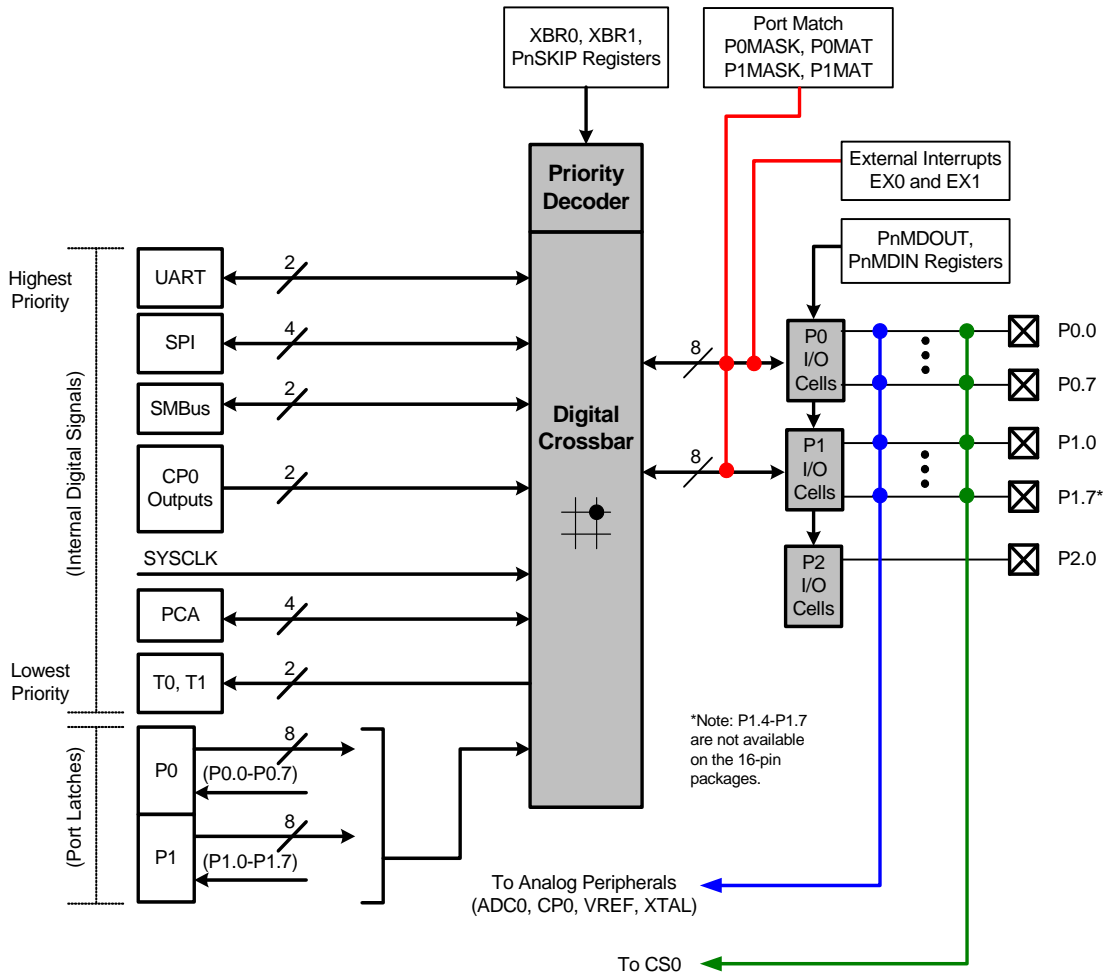 XBR0, XBR1,
PnSKIP Registers
Port Match
P0MASK, P0MAT
P1MASK, P1MAT
External Interrupts
EX0 and EX1
Priority
Decoder
PnMDOUT,
PnMDIN Registers
Highest
Priority
UART
2
SPI
4
SMBus
2
CP0
Outputs
2
SYSCLK
PCA
4
Lowest
Priority
T0, T1
2
(Internal Digital Signals)
Digital
Crossbar
8
8
P0
I/O
Cells
P1
I/O
Cells
P2
I/O
Cells
P0.0
P0.7
P1.0
P1.7*
P2.0
(Port Latches)
P0
8
(P0.0-P0.7)
P1
8
(P1.0-P1.7)
*Note: P1.4-P1.7
are not available
on the 16-pin
packages.
To Analog Peripherals
(ADC0, CP0, VREF, XTAL)
To CS0